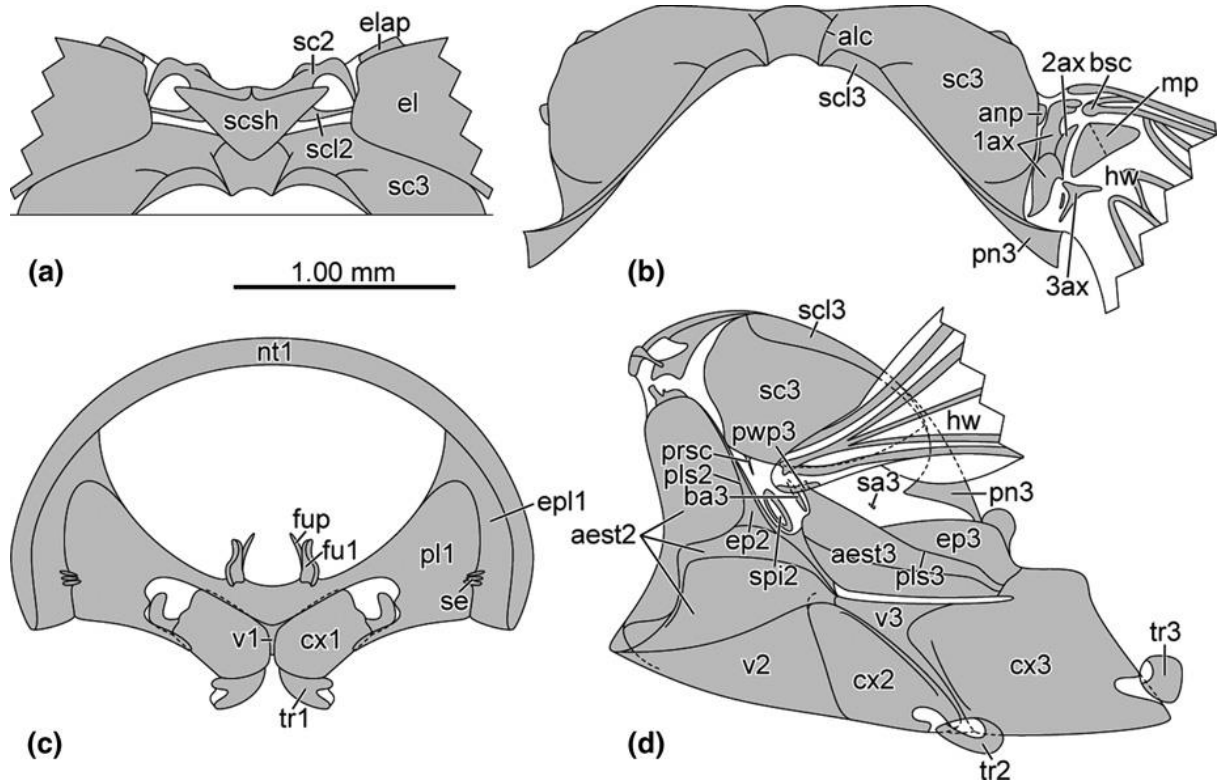 elap
sc2
el
scsh
scl2
sc3
(a)
1.00 mm
alc
scl3
sc3
2ax bsc
mp
anp
1ax
hw
pn3
3ax
(b)
nt1
epl1
fup
fu1
pl1
se
v1 cx1
tr1
(c)
scl3
sc3
hw
pwp3
prsc
pls2
ba3
sa3
pn3
aest2
ep2
spi2
aest3
ep3
pls3
v3
v2
cx2
cx3
tr3
tr2
(d)